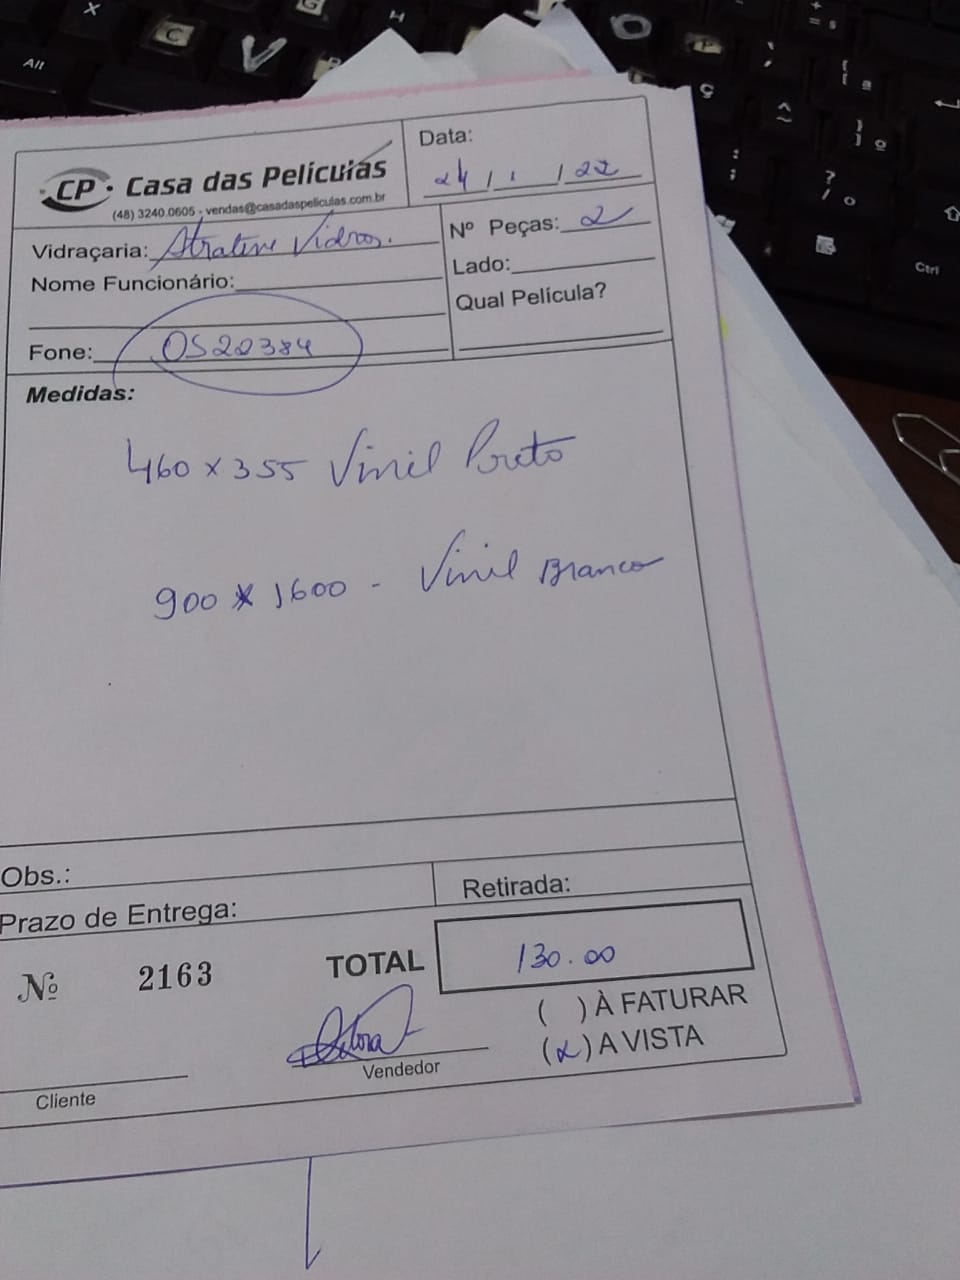 CP · Casa das Películas
(48) 3240.0605 - vendas@casadaspeliculas.com.br
Data:
24 / 1 / 22
Vidraçaria: Vidros.
Nº Peças: 2
Nome Funcionário:
Lado:
Qual Película?
Fone: OS22384
Medidas:
460 x 355 Vinil Preto
900 x 1600 - Vinil Branco
Obs.:
Prazo de Entrega:
Retirada:
Nº 2163
TOTAL 130.00
( ) À FATURAR
(x) A VISTA
Vendedor
Cliente
Alt
X
C
V
Ctrl